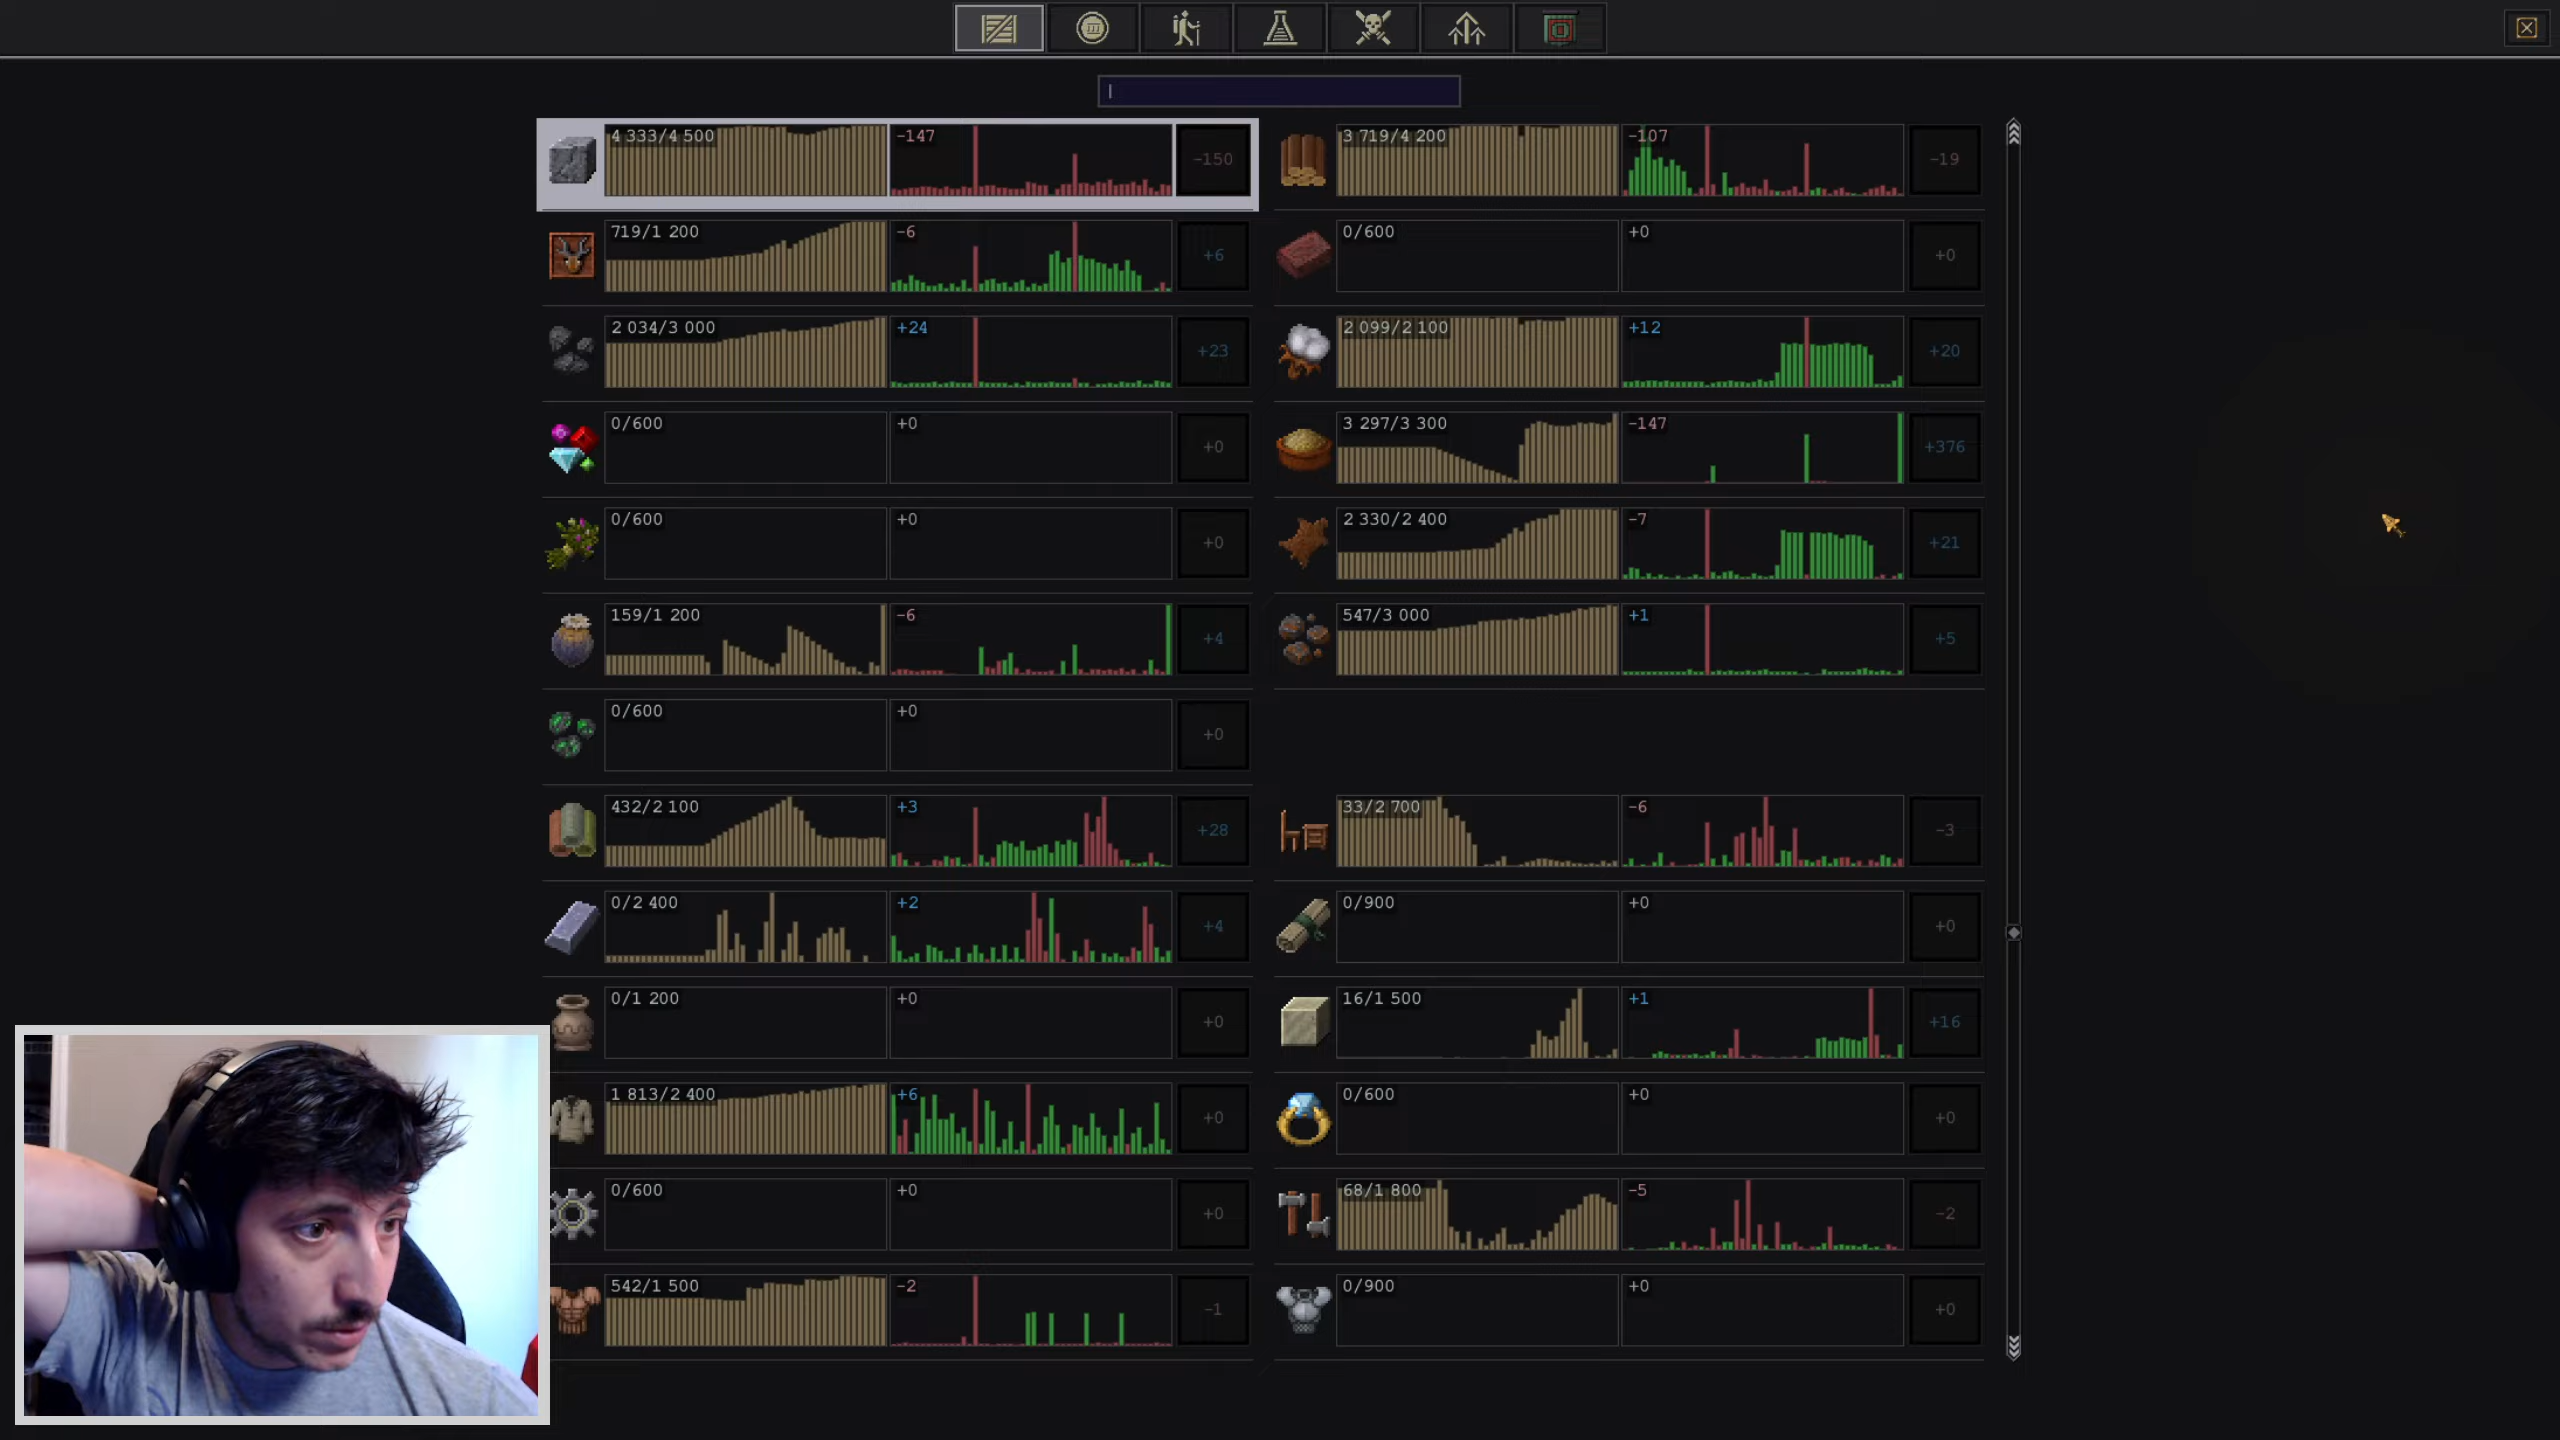 4 333/4 500 -147 -150 3 719/4 200 -107 -19
719/1 200 -6 +6 0/600 +0 +0
2 034/3 000 +24 +23 2 099/2 100 +12 +20
0/600 +0 +0 3 297/3 300 -147 +376
0/600 +0 +0 2 330/2 400 -7 +21
159/1 200 -6 +4 547/3 000 +1 +5
0/600 +0 +0
432/2 100 +3 +28 33/2 700 -6 -3
0/2 400 +2 +4 0/900 +0 +0
0/1 200 +0 +0 16/1 500 +1 +16
1 813/2 400 +6 +0 0/600 +0 +0
0/600 +0 +0 68/1 800 -5 -2
542/1 500 -2 -1 0/900 +0 +0